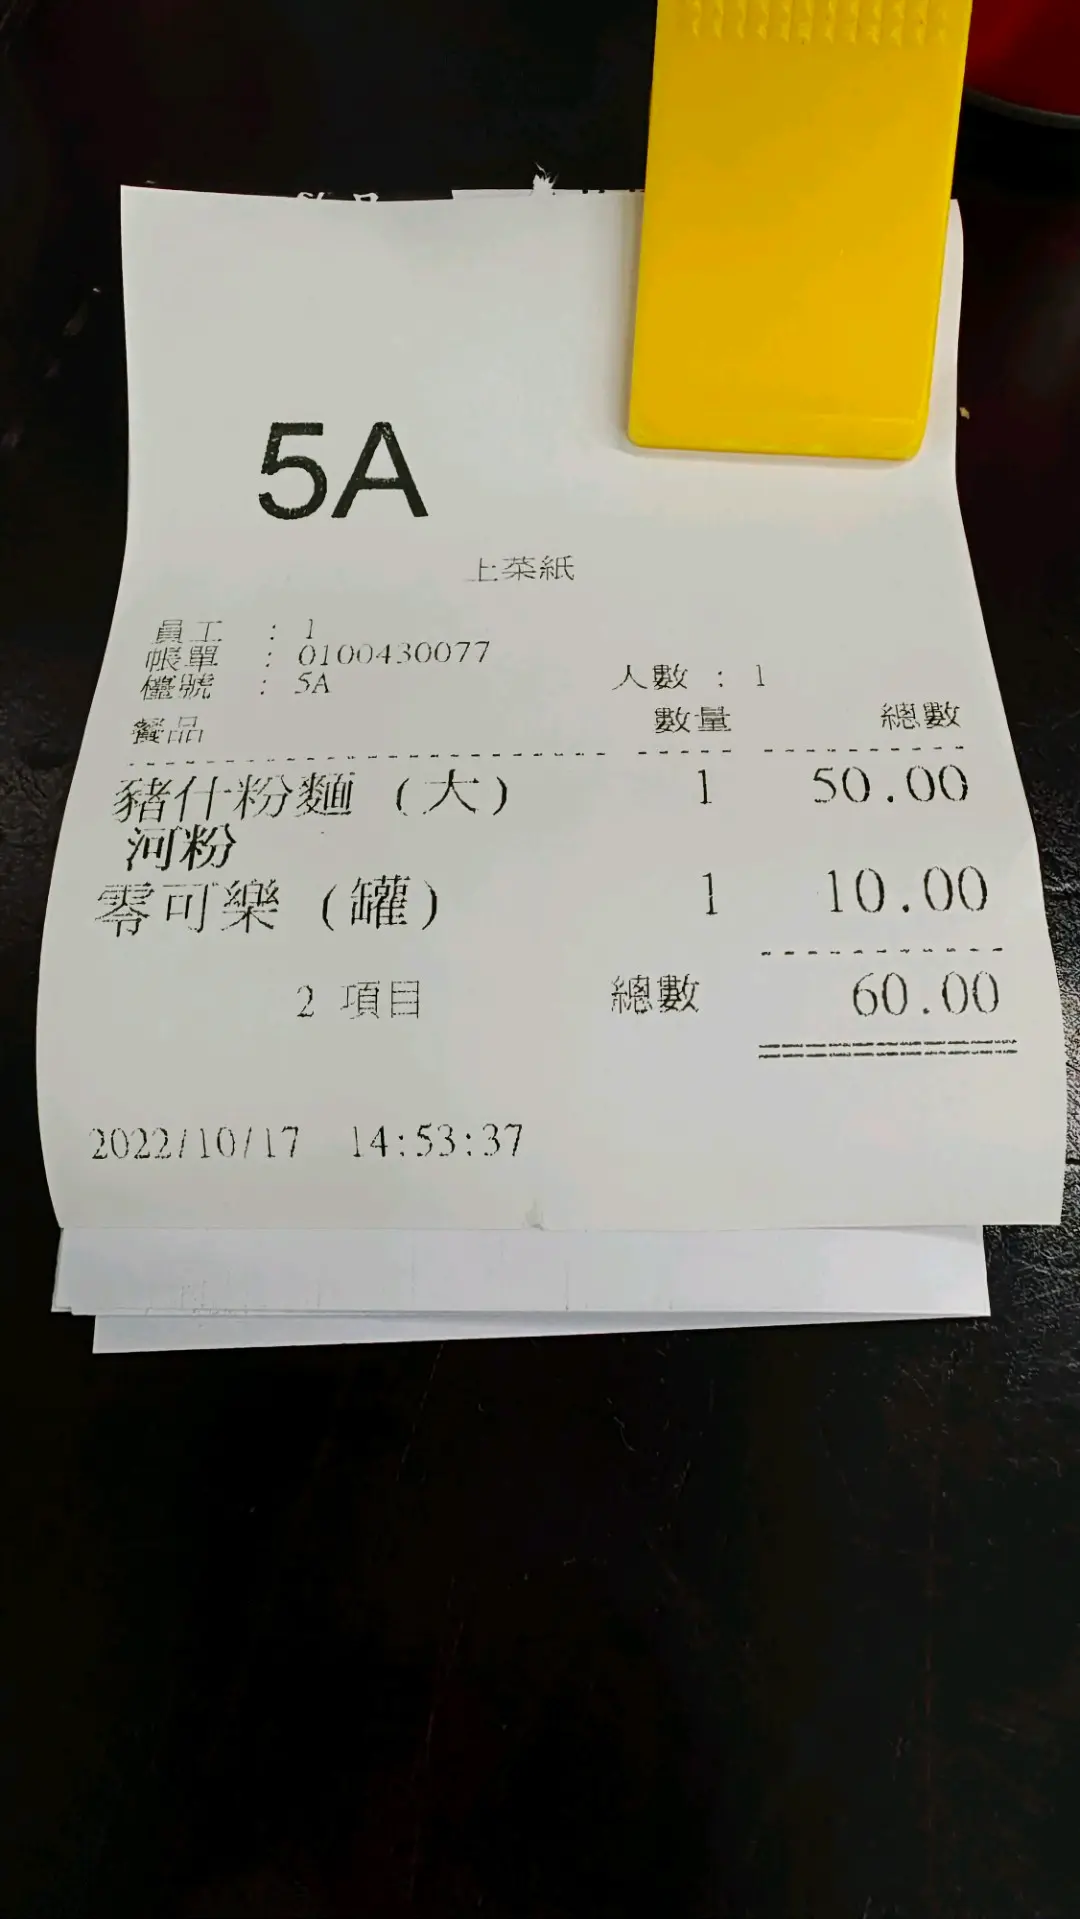 5A
上菜紙
員工 : 1
帳單 : 0100430077
檯號 : 5A 人數 : 1
餐品 數量 總數
豬什粉麵 (大) 1 50.00
河粉
零可樂 (罐) 1 10.00
2 項目 總數 60.00
2022/10/17 14:53:37